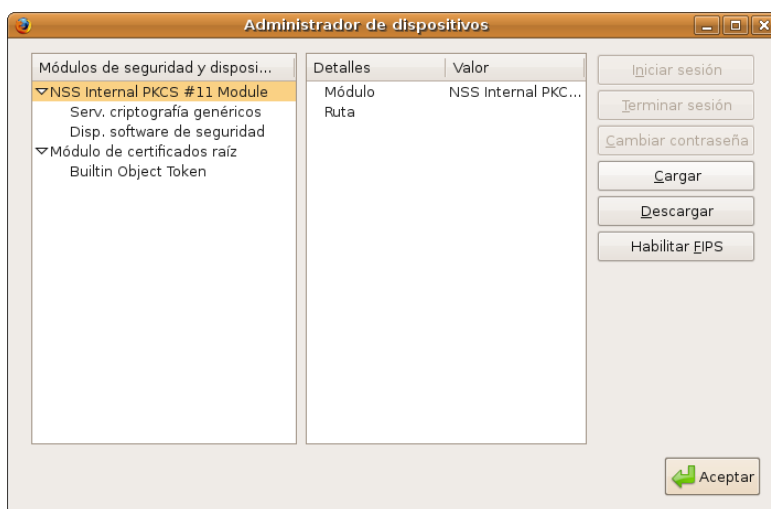 Administrador de dispositivos
Módulos de seguridad y disposi...
NSS Internal PKCS #11 Module
Serv. criptografía genéricos
Disp. software de seguridad
Módulo de certificados raíz
Builtin Object Token
Detalles Valor
Módulo NSS Internal PKC...
Ruta
Iniciar sesión
Terminar sesión
Cambiar contraseña
Cargar
Descargar
Habilitar FIPS
Aceptar